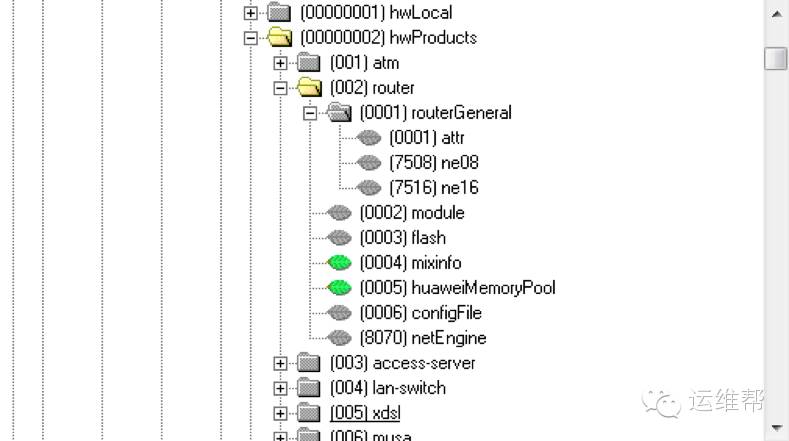 (00000001) hwLocal
(00000002) hwProducts
(001) atm
(002) router
(0001) routerGeneral
(0001) attr
(7508) ne08
(7516) ne16
(0002) module
(0003) flash
(0004) mixinfo
(0005) huaweiMemoryPool
(0006) configFile
(8070) netEngine
(003) access-server
(004) lan-switch
运维帮
(005) xdsl
(006) musa